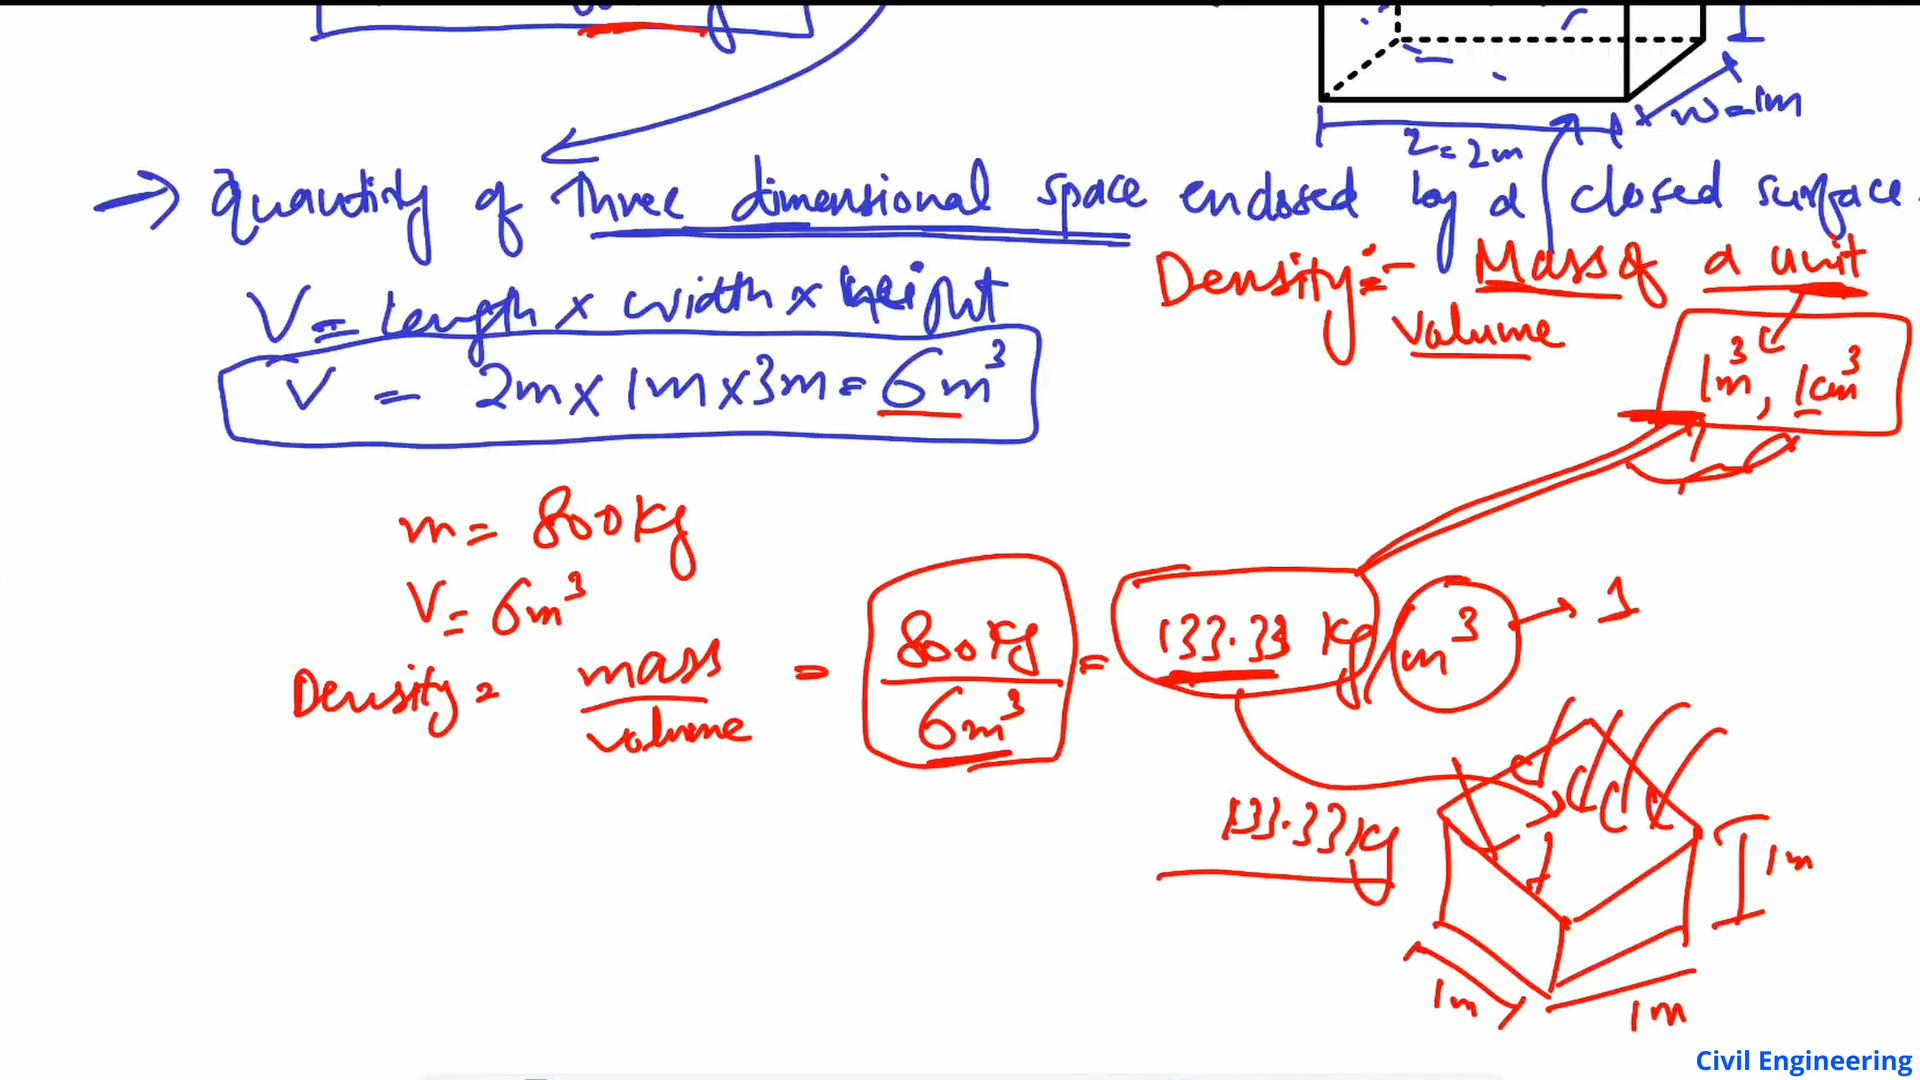 w=1m
L=2m
→ Quantity of three dimensional space enclosed by a closed surface.
Density:- Mass of a unit
volume
V = length x width x height
1m³, 1cm³
V = 2m x 1m x 3m = 6m³
m = 800kg
V = 6m³
Density = mass/volume = 800kg/6m³ = 133.33 kg/m³ → 1
133.33kg
1m
1m
1m
Civil Engineering